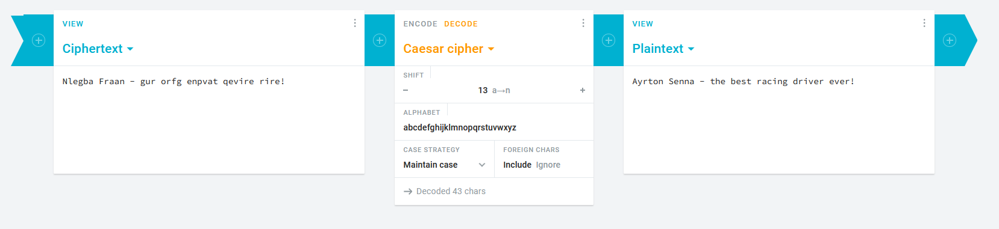 VIEW
Ciphertext
Nlegba Fraan - gur orfg enpvat qevire rire!
ENCODE DECODE
Caesar cipher
SHIFT
13 a→n
ALPHABET
abcdefghijklmnopqrstuvwxyz
CASE STRATEGY
Maintain case
FOREIGN CHARS
Include Ignore
→ Decoded 43 chars
VIEW
Plaintext
Ayrton Senna - the best racing driver ever!